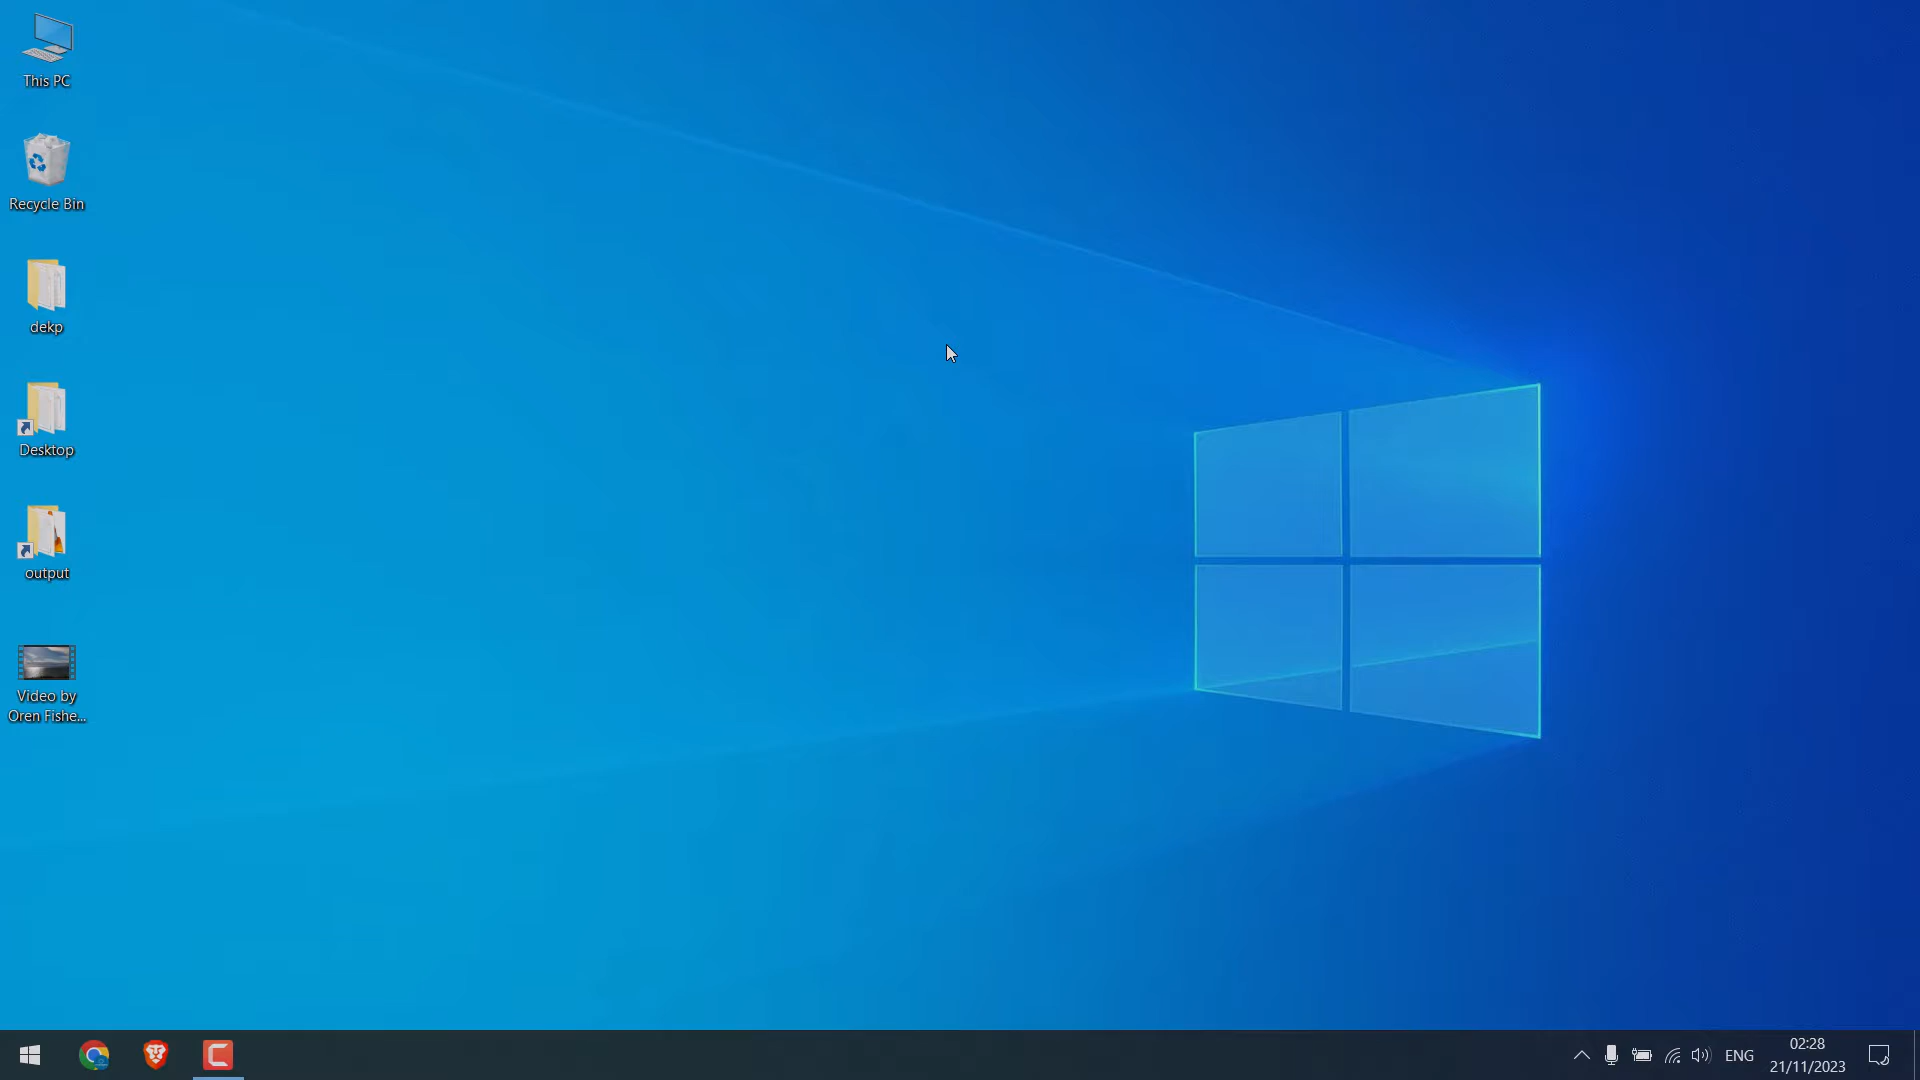 This PC
Recycle Bin
dekp
Desktop
output
Video by
Oren Fishe...
ENG
02:28
21/11/2023